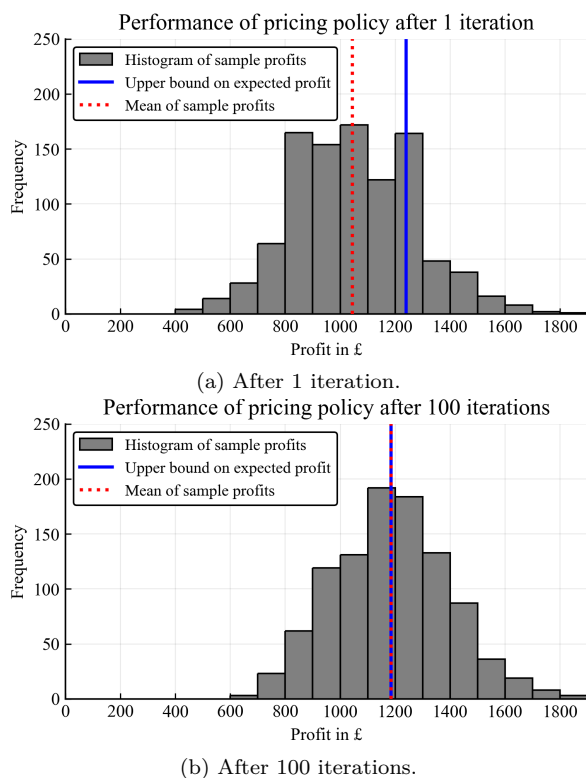 Performance of pricing policy after 1 iteration
250
200
150
100
50
0
Frequency
Histogram of sample profits
Upper bound on expected profit
Mean of sample profits
0 200 400 600 800 1000 1200 1400 1600 1800
Profit in £
(a) After 1 iteration.
Performance of pricing policy after 100 iterations
250
200
150
100
50
0
Frequency
Histogram of sample profits
Upper bound on expected profit
Mean of sample profits
0 200 400 600 800 1000 1200 1400 1600 1800
Profit in £
(b) After 100 iterations.